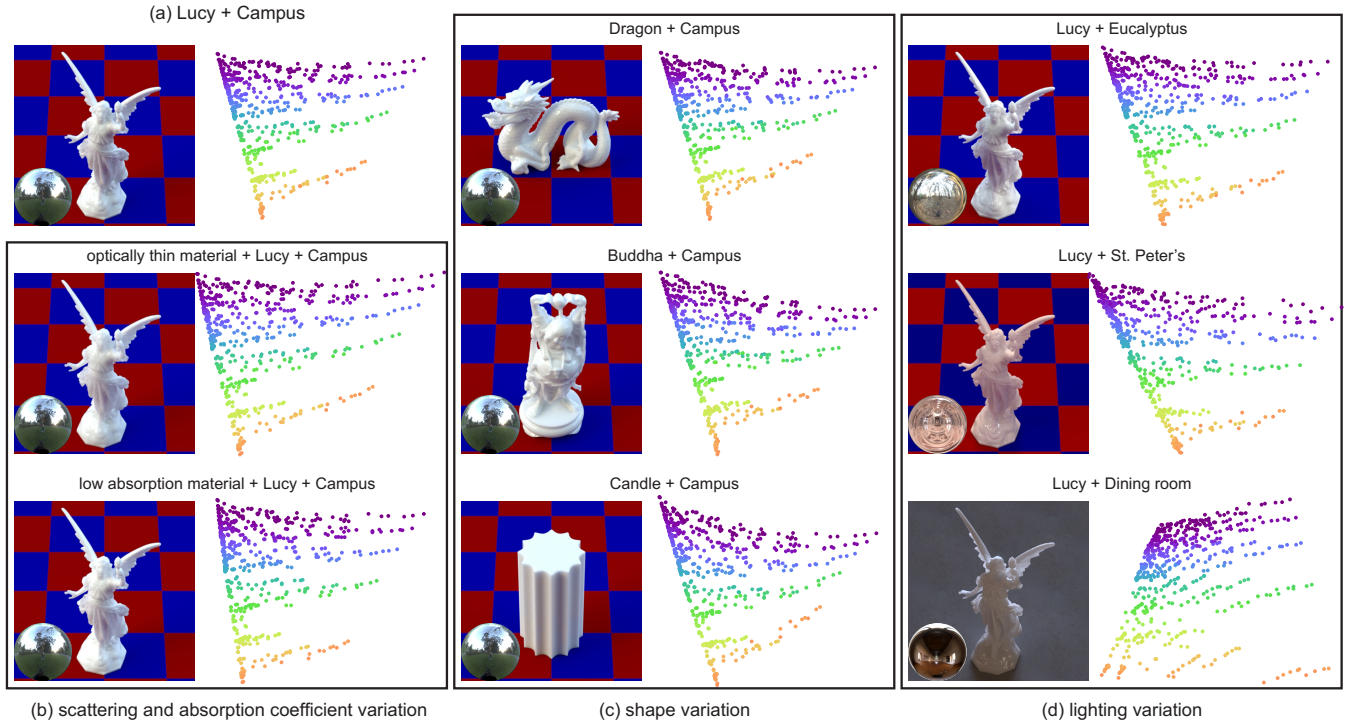 (a) Lucy + Campus
optically thin material + Lucy + Campus
low absorption material + Lucy + Campus
(b) scattering and absorption coefficient variation
Dragon + Campus
Buddha + Campus
Candle + Campus
(c) shape variation
Lucy + Eucalyptus
Lucy + St. Peter's
Lucy + Dining room
(d) lighting variation